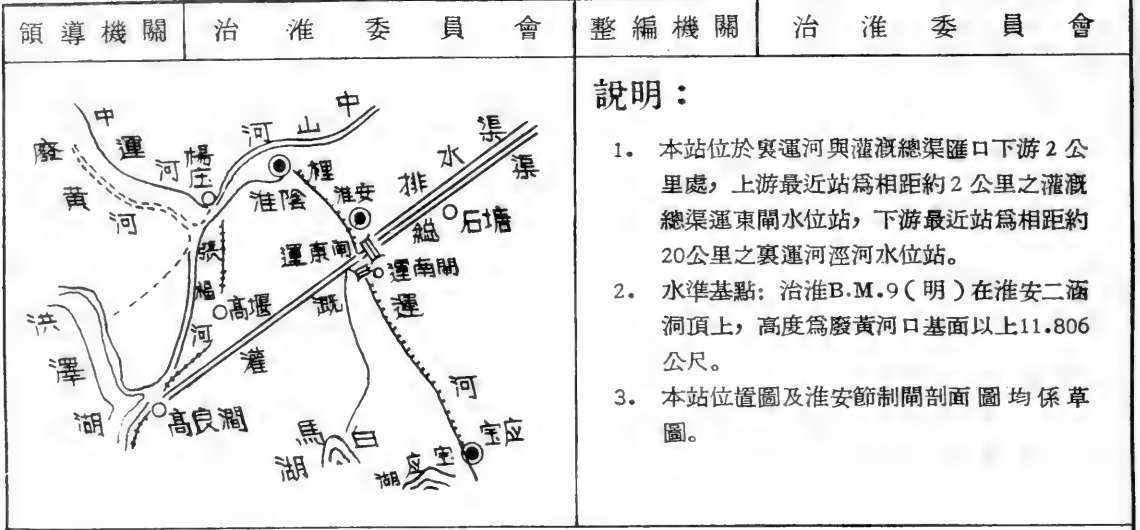 領導機關 治淮委員會 整編機關 治淮委員會
說明：
1. 本站位於裏運河與灌溉總渠匯口下游2公
里處，上游最近站爲相距約2公里之灌溉
總渠運東閘水位站，下游最近站爲相距約
20公里之裏運河涇河水位站。
2. 水準基點：治淮B.M.9（明）在淮安二涵
洞頂上，高度爲廢黃河口基面以上11.806
公尺。
3. 本站位置圖及淮安節制閘剖面圖均係草
圖。
中運河
廢黃河
楊庄
中山河
淮陰
裡運河
淮安
排水渠
灌溉總渠
石塘
運東閘
運南閘
張福河
高堰
洪澤湖
高良澗
白馬湖
宝应湖
宝应